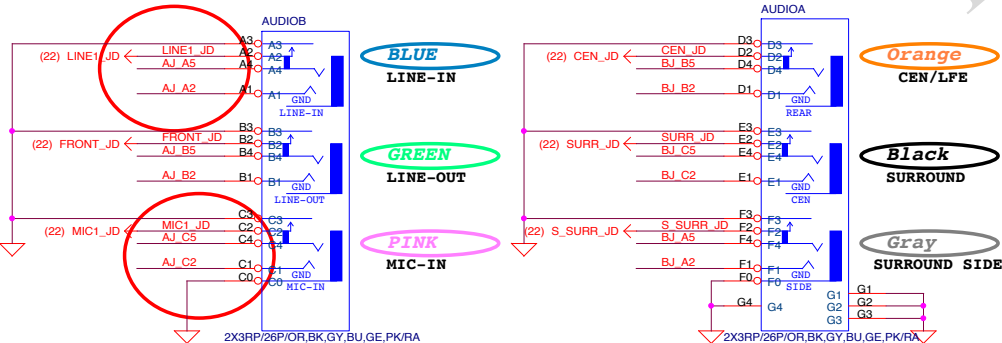 AUDIOB
A3 A3
(22) LINE1_JD LINE1_JD A2 A2
AJ_A5 A4 A4
AJ_A2 A1 A1
GND
LINE-IN
BLUE
LINE-IN
B3 B3
(22) FRONT_JD FRONT_JD B2 B2
AJ_B5 B4 B4
AJ_B2 B1 B1
GND
LINE-OUT
GREEN
LINE-OUT
C3 C3
(22) MIC1_JD MIC1_JD C2 C2
AJ_C5 C4 C4
AJ_C2 C1 C1
GND
C0 C0
MIC-IN
PINK
MIC-IN
2X3RP/26P/OR,BK,GY,BU,GE,PK/RA
AUDIOA
D3 D3
(22) CEN_JD CEN_JD D2 D2
BJ_B5 D4 D4
BJ_B2 D1 D1
GND
REAR
Orange
CEN/LFE
E3 E3
(22) SURR_JD SURR_JD E2 E2
BJ_C5 E4 E4
BJ_C2 E1 E1
GND
CEN
Black
SURROUND
F3 F3
(22) S_SURR_JD S_SURR_JD F2 F2
BJ_A5 F4 F4
BJ_A2 F1 F1
GND
F0 F0
SIDE
Gray
SURROUND SIDE
G1 G1
G4 G4 G2 G2
G3 G3
2X3RP/26P/OR,BK,GY,BU,GE,PK/RA